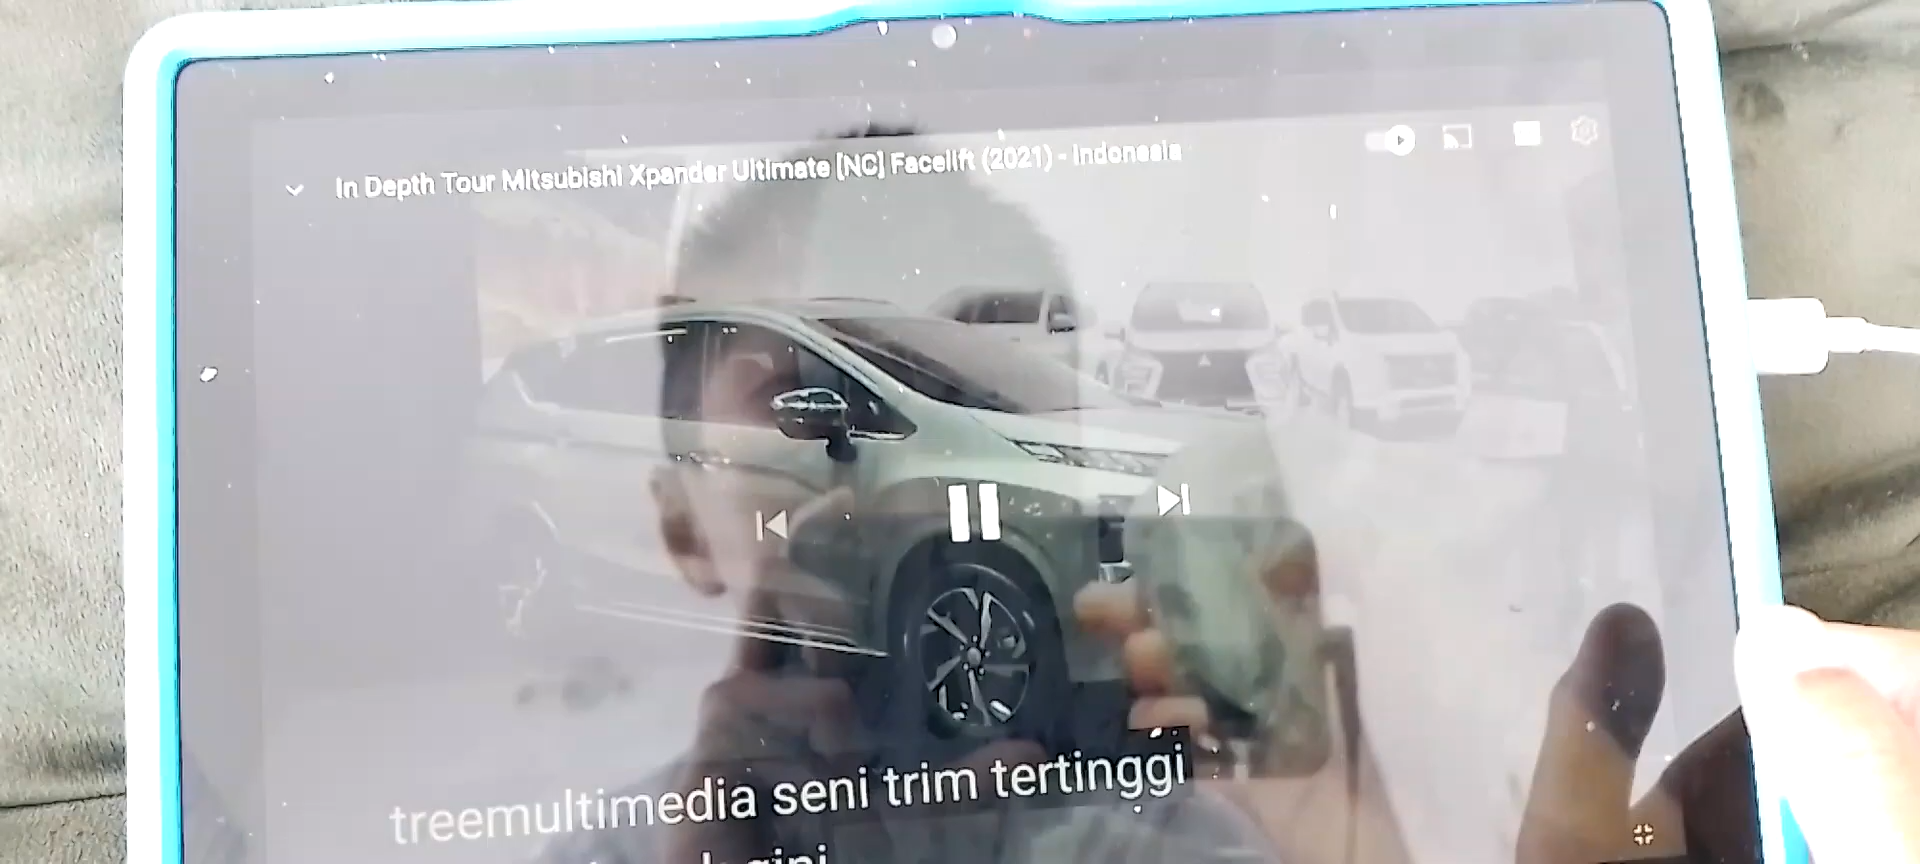 In Depth Tour Mitsubishi Xpander Ultimate [NC] Facelift (2021) - Indonesia
treemultimedia seni trim tertinggi